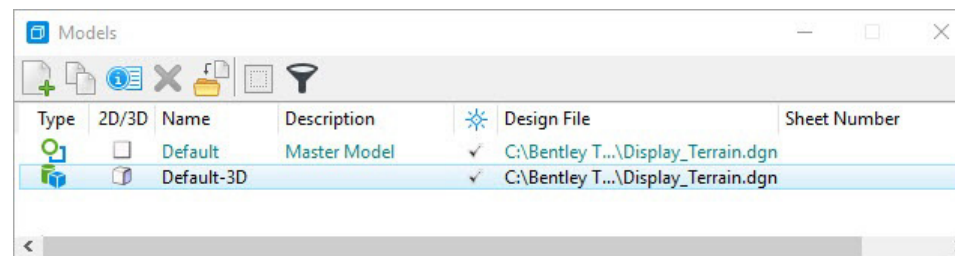 Models
Type 2D/3D Name Description Design File Sheet Number
Default Master Model C:\Bentley T...\Display_Terrain.dgn
Default-3D C:\Bentley T...\Display_Terrain.dgn